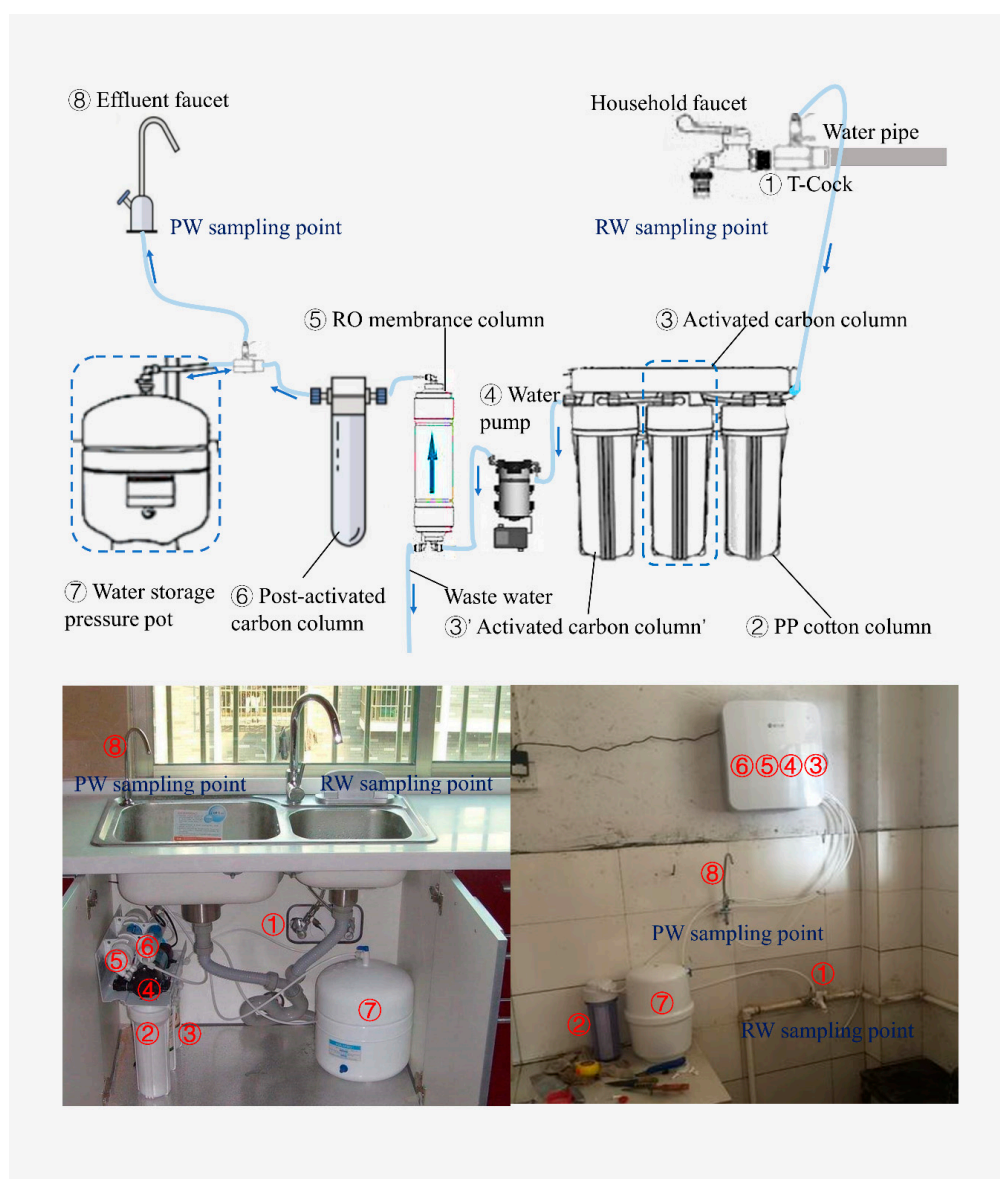 ⑧ Effluent faucet
Household faucet
Water pipe
① T-Cock
PW sampling point
RW sampling point
⑤ RO membrance column
③ Activated carbon column
④ Water
pump
⑦ Water storage
pressure pot
⑥ Post-activated
carbon column
Waste water
③’ Activated carbon column’
② PP cotton column
⑧
PW sampling point
RW sampling point
①
⑥
⑤
④
②
③
⑦
⑥⑤④③
⑧
PW sampling point
①
⑦
②
RW sampling point